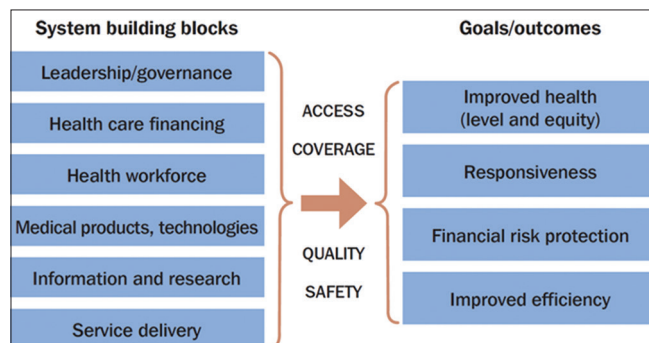 System building blocks
Leadership/governance
Health care financing
Health workforce
Medical products, technologies
Information and research
Service delivery
ACCESS
COVERAGE
QUALITY
SAFETY
Goals/outcomes
Improved health
(level and equity)
Responsiveness
Financial risk protection
Improved efficiency